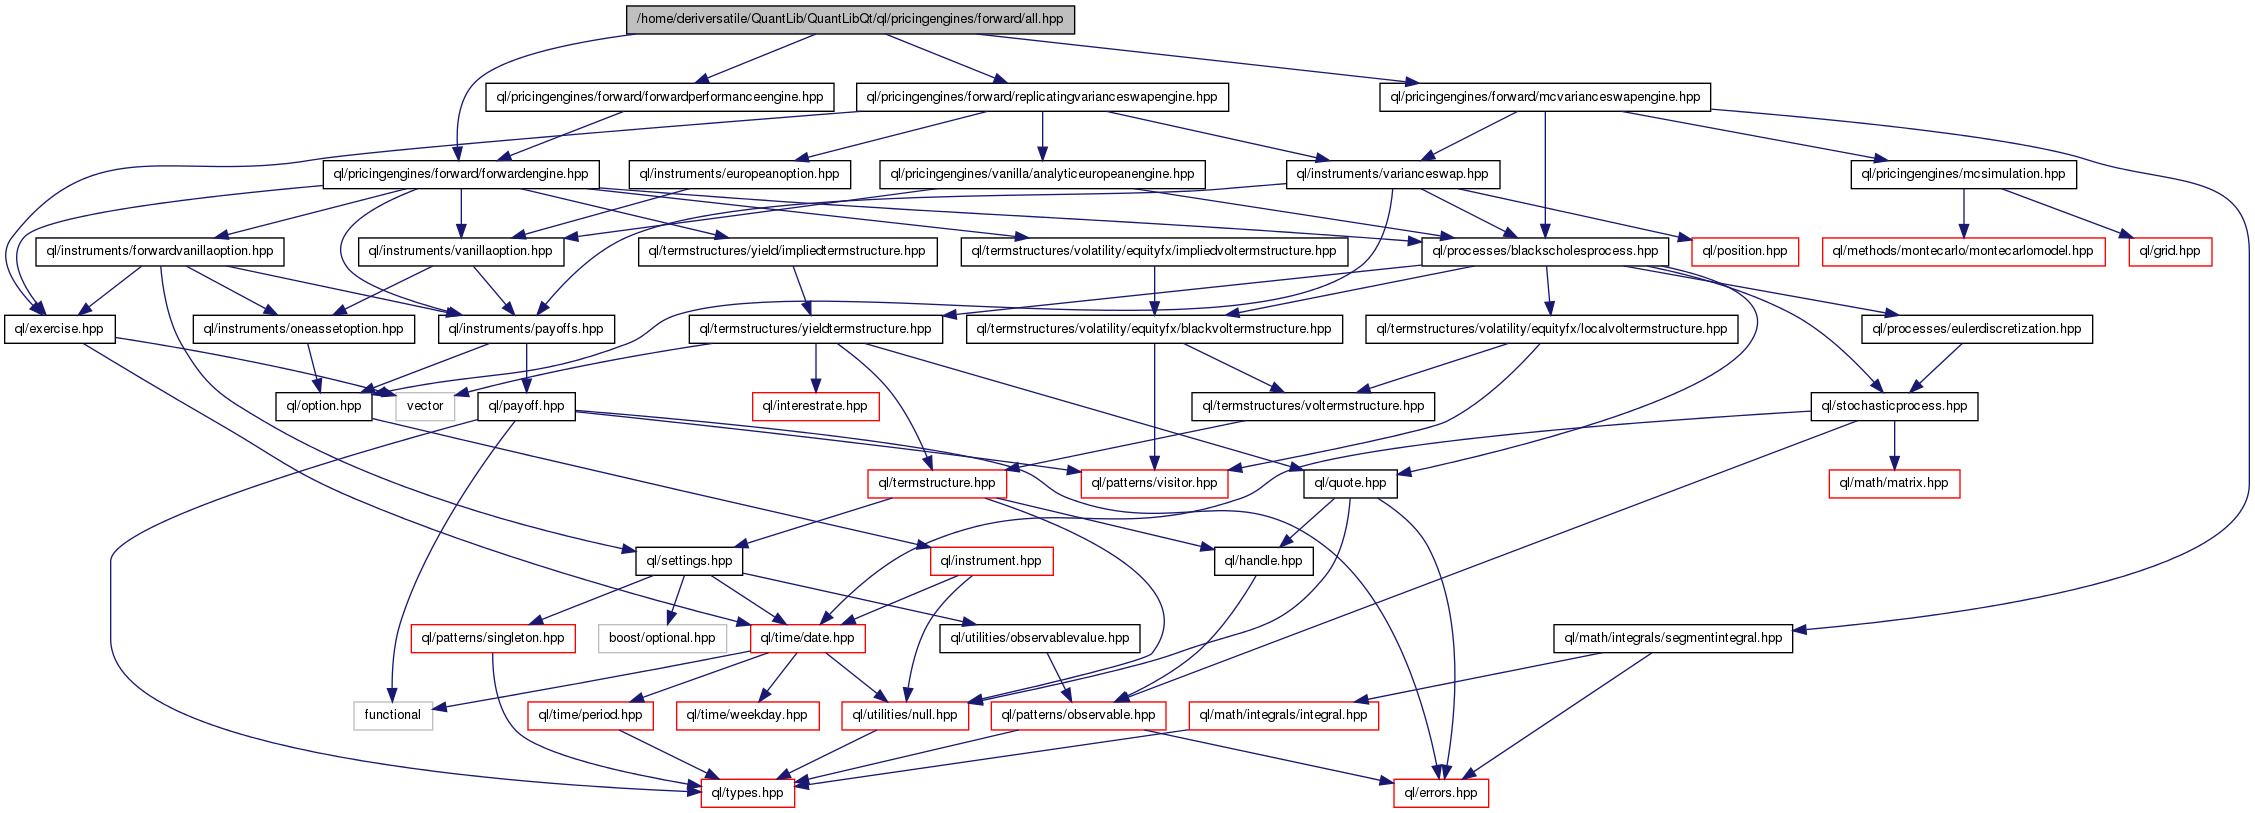 /home/deriversatile/QuantLib/QuantLibQt/ql/pricingengines/forward/all.hpp
ql/pricingengines/forward/forwardperformanceengine.hpp
ql/pricingengines/forward/replicatingvarianceswapengine.hpp
ql/pricingengines/forward/mcvarianceswapengine.hpp
ql/pricingengines/forward/forwardengine.hpp
ql/instruments/europeanoption.hpp
ql/pricingengines/vanilla/analyticeuropeanengine.hpp
ql/instruments/varianceswap.hpp
ql/pricingengines/mcsimulation.hpp
ql/instruments/forwardvanillaoption.hpp
ql/instruments/vanillaoption.hpp
ql/termstructures/yield/impliedtermstructure.hpp
ql/termstructures/volatility/equityfx/impliedvoltermstructure.hpp
ql/processes/blackscholesprocess.hpp
ql/position.hpp
ql/methods/montecarlo/montecarlomodel.hpp
ql/grid.hpp
ql/exercise.hpp
ql/instruments/oneassetoption.hpp
ql/instruments/payoffs.hpp
ql/termstructures/yieldtermstructure.hpp
ql/termstructures/volatility/equityfx/blackvoltermstructure.hpp
ql/termstructures/volatility/equityfx/localvoltermstructure.hpp
ql/processes/eulerdiscretization.hpp
ql/option.hpp
vector
ql/payoff.hpp
ql/interestrate.hpp
ql/termstructures/voltermstructure.hpp
ql/stochasticprocess.hpp
ql/termstructure.hpp
ql/patterns/visitor.hpp
ql/quote.hpp
ql/math/matrix.hpp
ql/settings.hpp
ql/instrument.hpp
ql/handle.hpp
ql/patterns/singleton.hpp
boost/optional.hpp
ql/time/date.hpp
ql/utilities/observablevalue.hpp
ql/math/integrals/segmentintegral.hpp
functional
ql/time/period.hpp
ql/time/weekday.hpp
ql/utilities/null.hpp
ql/patterns/observable.hpp
ql/math/integrals/integral.hpp
ql/types.hpp
ql/errors.hpp